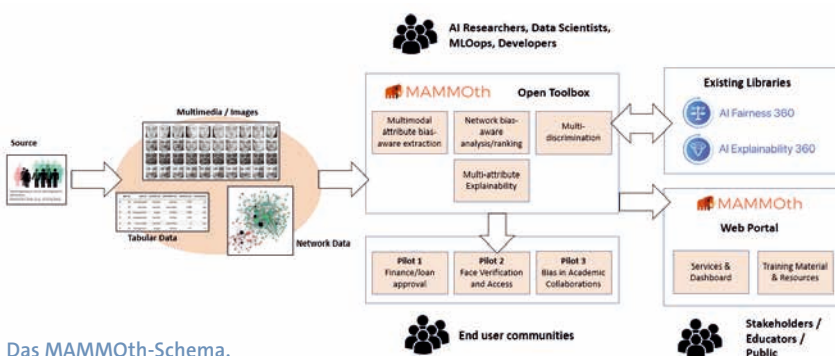 AI Researchers, Data Scientists,
MLOops, Developers
MAMMOth Open Toolbox
Multimodal
attribute bias-
aware extraction
Network bias-
aware
analysis/ranking
Multi-
discrimination
Multi-attribute
Explainability
Existing Libraries
AI Fairness 360
AI Explainability 360
Source
Multimedia / Images
Tabular Data
Network Data
Pilot 1
Finance/loan
approval
Pilot 2
Face Verification
and Access
Pilot 3
Bias in Academic
Collaborations
End user communities
MAMMOth
Web Portal
Services &
Dashboard
Training Material
& Resources
Stakeholders /
Educators /
Public
Das MAMMOth-Schema.